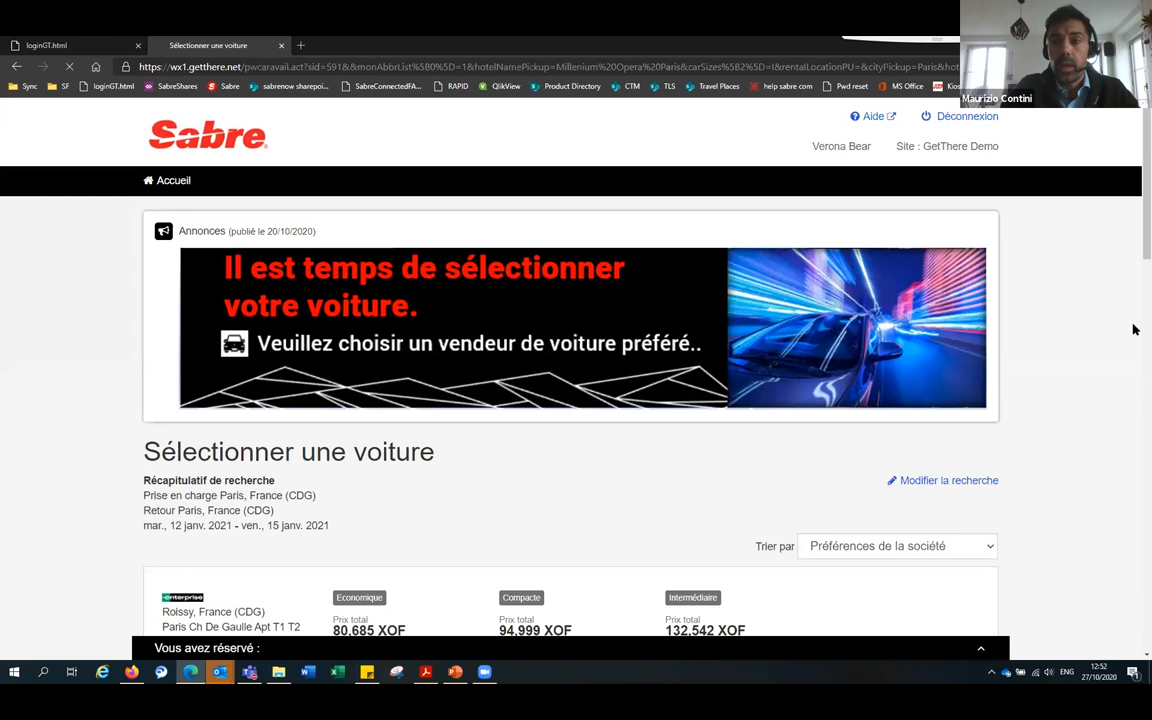 loginGT.html
Sélectionner une voiture
https://wx1.getthere.net/pwcaravail.act?sid=591&&monAbbrList%5B0%5D=1&hotelNamePickup=Millenium%20Opera%20Paris&carSizes%5B2%5D=I&rentalLocationPU=&cityPickup=Paris&hot
Sync
SF
loginGT.html
SabreShares
Sabre
sabrenow sharepoi...
SabreConnectedFA...
RAPID
QlikView
Product Directory
CTM
TLS
Travel Places
help sabre com
Pwd reset
MS Office
Maurizio Contini
Sabre
Aide
Déconnexion
Verona Bear
Site : GetThere Demo
Accueil
Annonces (publié le 20/10/2020)
Il est temps de sélectionner
votre voiture.
Veuillez choisir un vendeur de voiture préféré..
Sélectionner une voiture
Récapitulatif de recherche
Modifier la recherche
Prise en charge Paris, France (CDG)
Retour Paris, France (CDG)
mar., 12 janv. 2021 - ven., 15 janv. 2021
Trier par
Préférences de la société
enterprise
Economique
Compacte
Intermédiaire
Roissy, France (CDG)
Prix total
Prix total
Prix total
Paris Ch De Gaulle Apt T1 T2
80,685 XOF
94,999 XOF
132,542 XOF
Vous avez réservé :
ENG
12:52
27/10/2020